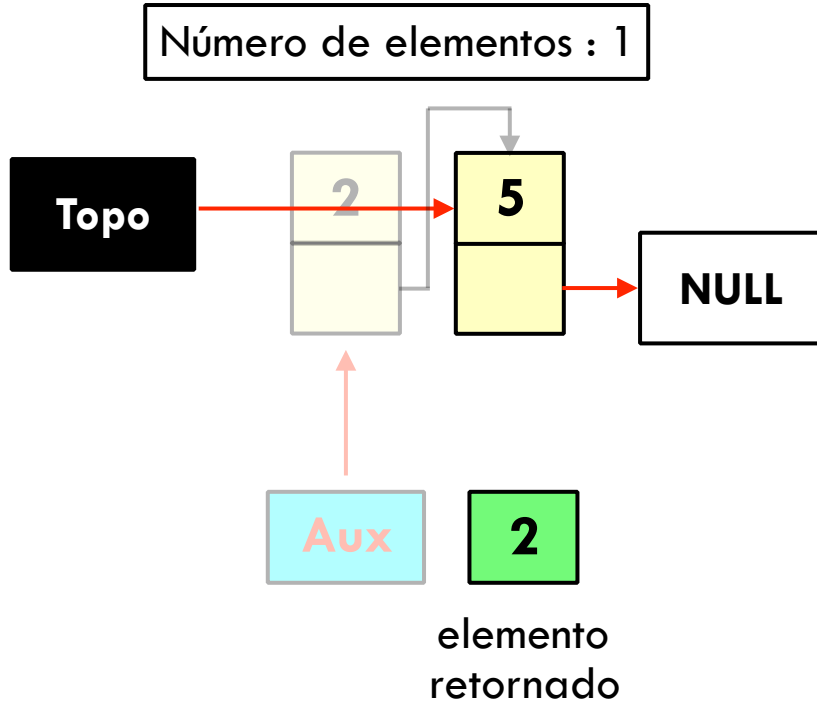 Número de elementos : 1
Topo
2
5
NULL
Aux
2
elemento
retornado